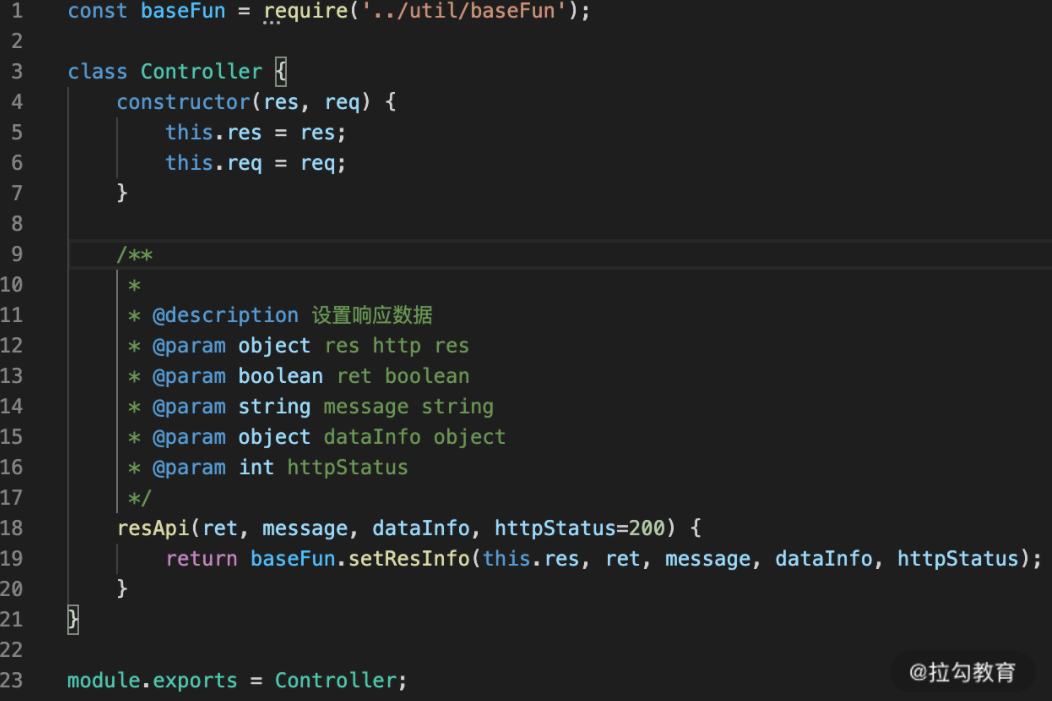 1 const baseFun = require('../util/baseFun');
2
3 class Controller {
4     constructor(res, req) {
5         this.res = res;
6         this.req = req;
7     }
8
9     /**
10      *
11      * @description 设置响应数据
12      * @param object res http res
13      * @param boolean ret boolean
14      * @param string message string
15      * @param object dataInfo object
16      * @param int httpStatus
17      */
18     resApi(ret, message, dataInfo, httpStatus=200) {
19         return baseFun.setResInfo(this.res, ret, message, dataInfo, httpStatus);
20     }
21 }
22
23 module.exports = Controller;
@拉勾教育